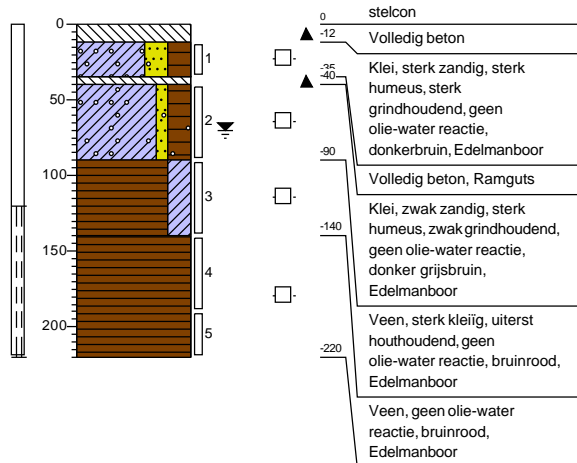 0
50
100
150
200
1
2
3
4
5
0
stelcon
-12
Volledig beton
-35
-40
Klei, sterk zandig, sterk
humeus, sterk
grindhoudend, geen
olie-water reactie,
donkerbruin, Edelmanboor
Volledig beton, Ramguts
-90
Klei, zwak zandig, sterk
humeus, zwak grindhoudend,
geen olie-water reactie,
donker grijsbruin,
Edelmanboor
-140
Veen, sterk kleiïg, uiterst
houthoudend, geen
olie-water reactie, bruinrood,
Edelmanboor
-220
Veen, geen olie-water
reactie, bruinrood,
Edelmanboor